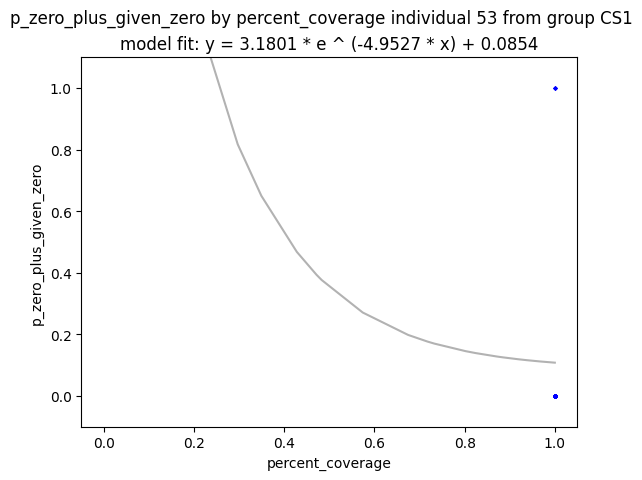 p_zero_plus_given_zero by percent_coverage individual 53 from group CS1
model fit: y = 3.1801 * e ^ (-4.9527 * x) + 0.0854
1.0
0.8
0.6
0.4
0.2
0.0
p_zero_plus_given_zero
0.0 0.2 0.4 0.6 0.8 1.0
percent_coverage